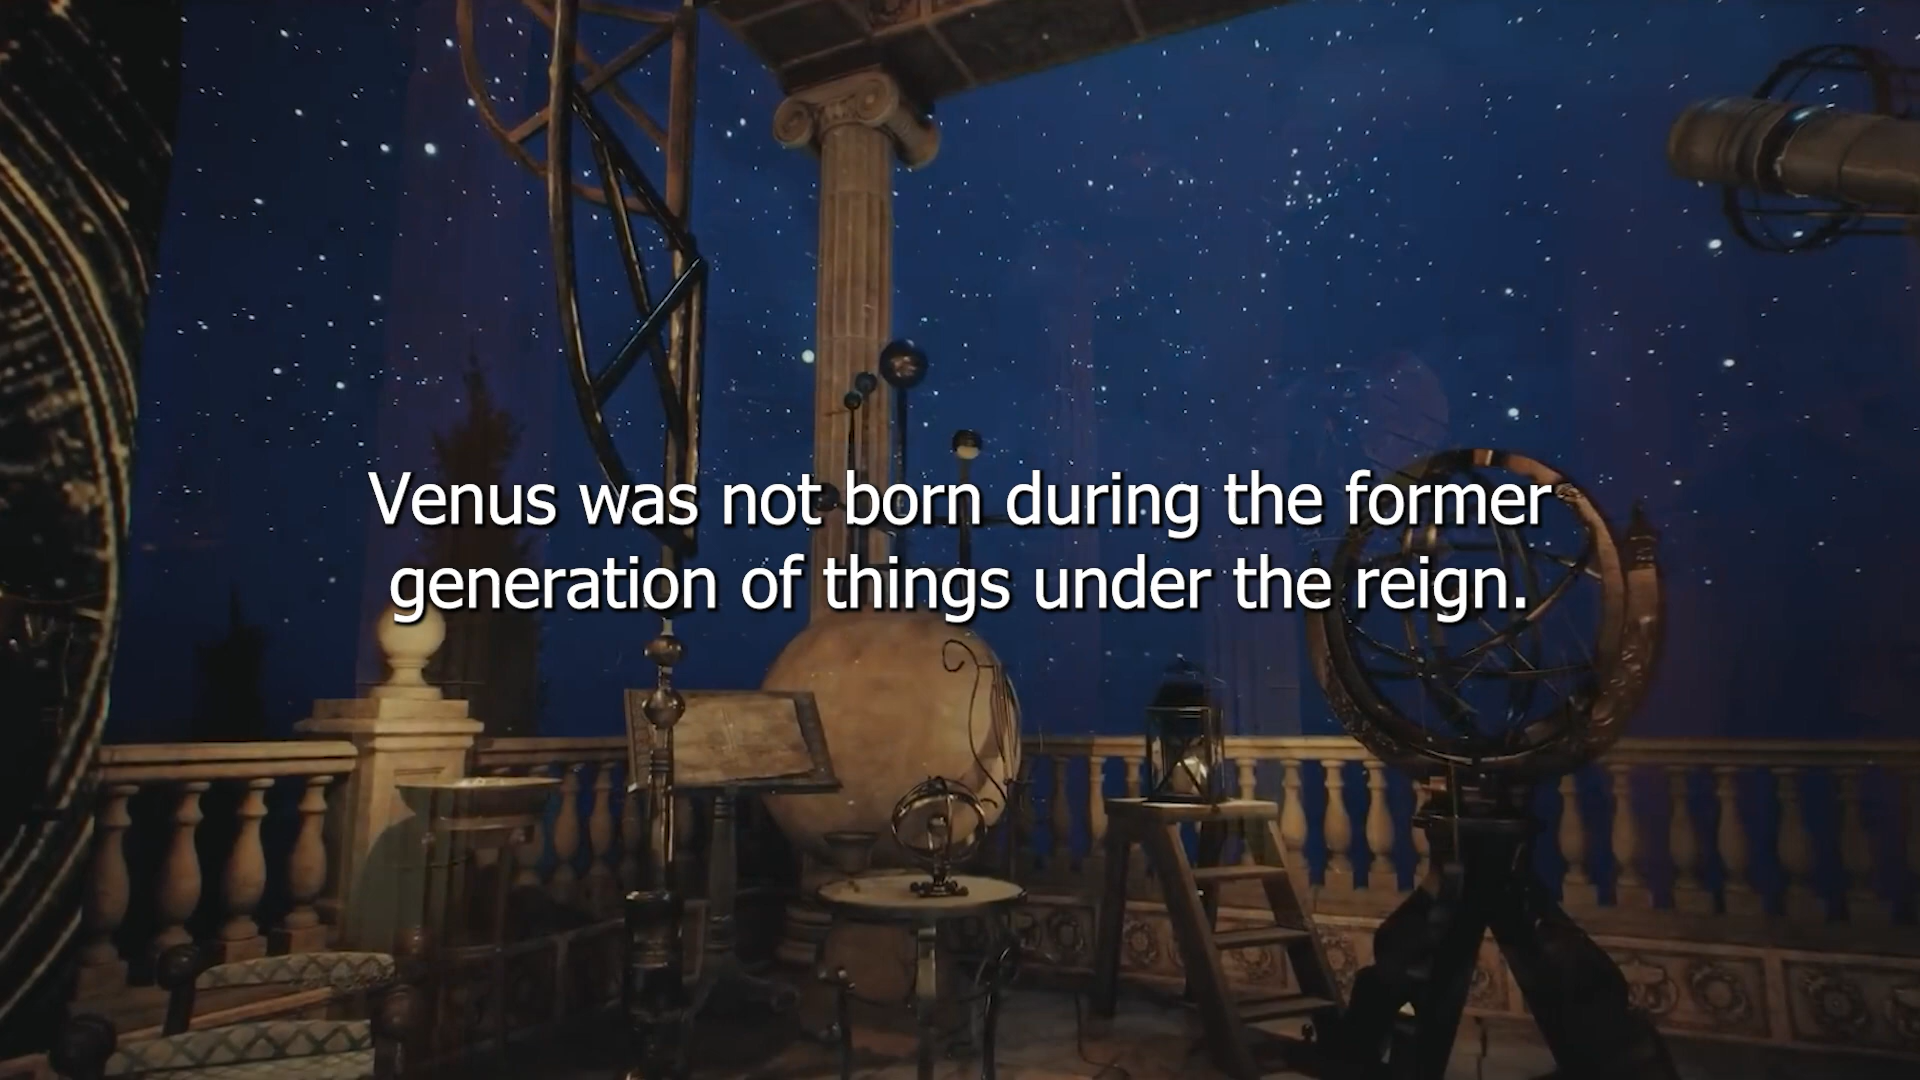 Venus was not born during the former
generation of things under the reign.